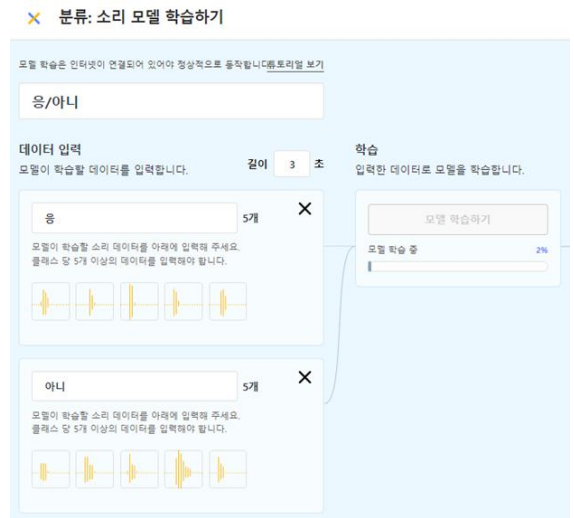 분류: 소리 모델 학습하기
모델 학습은 인터넷이 연결되어 있어야 정상적으로 동작합니다
튜토리얼 보기
응/아니
데이터 입력
모델이 학습할 데이터를 입력합니다.
길이 3 초
응 5개
모델이 학습할 소리 데이터를 아래에 입력해 주세요.
클래스 당 5개 이상의 데이터를 입력해야 합니다.
아니 5개
모델이 학습할 소리 데이터를 아래에 입력해 주세요.
클래스 당 5개 이상의 데이터를 입력해야 합니다.
학습
입력한 데이터로 모델을 학습합니다.
모델 학습하기
모델 학습 중 2%